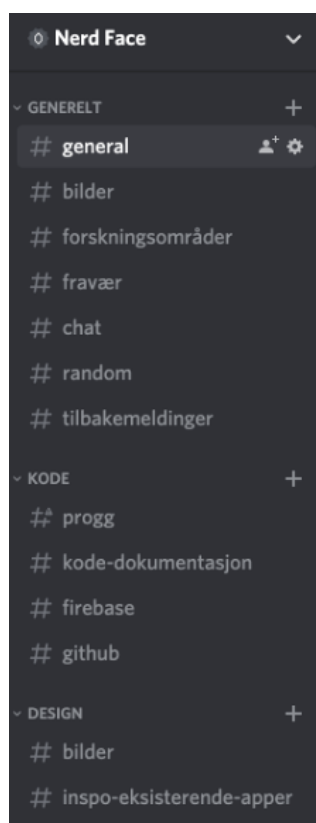 Nerd Face
GENERELT
general
bilder
forskningsområder
fravær
chat
random
tilbakemeldinger
KODE
progg
kode-dokumentasjon
firebase
github
DESIGN
bilder
inspo-eksisterende-apper